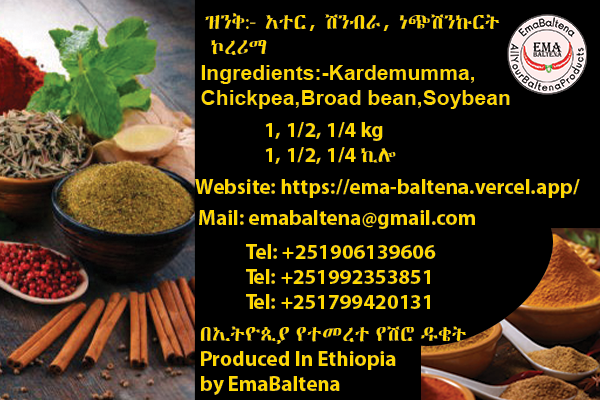 ዝንቅ:- አተር, ሽንብራ, ነጭሽንኩርት
ኮረሪማ
Ingredients:-Kardemumma,
Chickpea,Broad bean,Soybean
1, 1/2, 1/4 kg
1, 1/2, 1/4 ኪሎ
Website: https://ema-baltena.vercel.app/
Mail: emabaltena@gmail.com
Tel: +251906139606
Tel: +251992353851
Tel: +251799420131
በኢትዮጲያ የተመረተ የሽሮ ዱቄት
Produced In Ethiopia
by EmaBaltena
EmaBaltena
EMA
BALTENA
AllYourBaltenaProducts